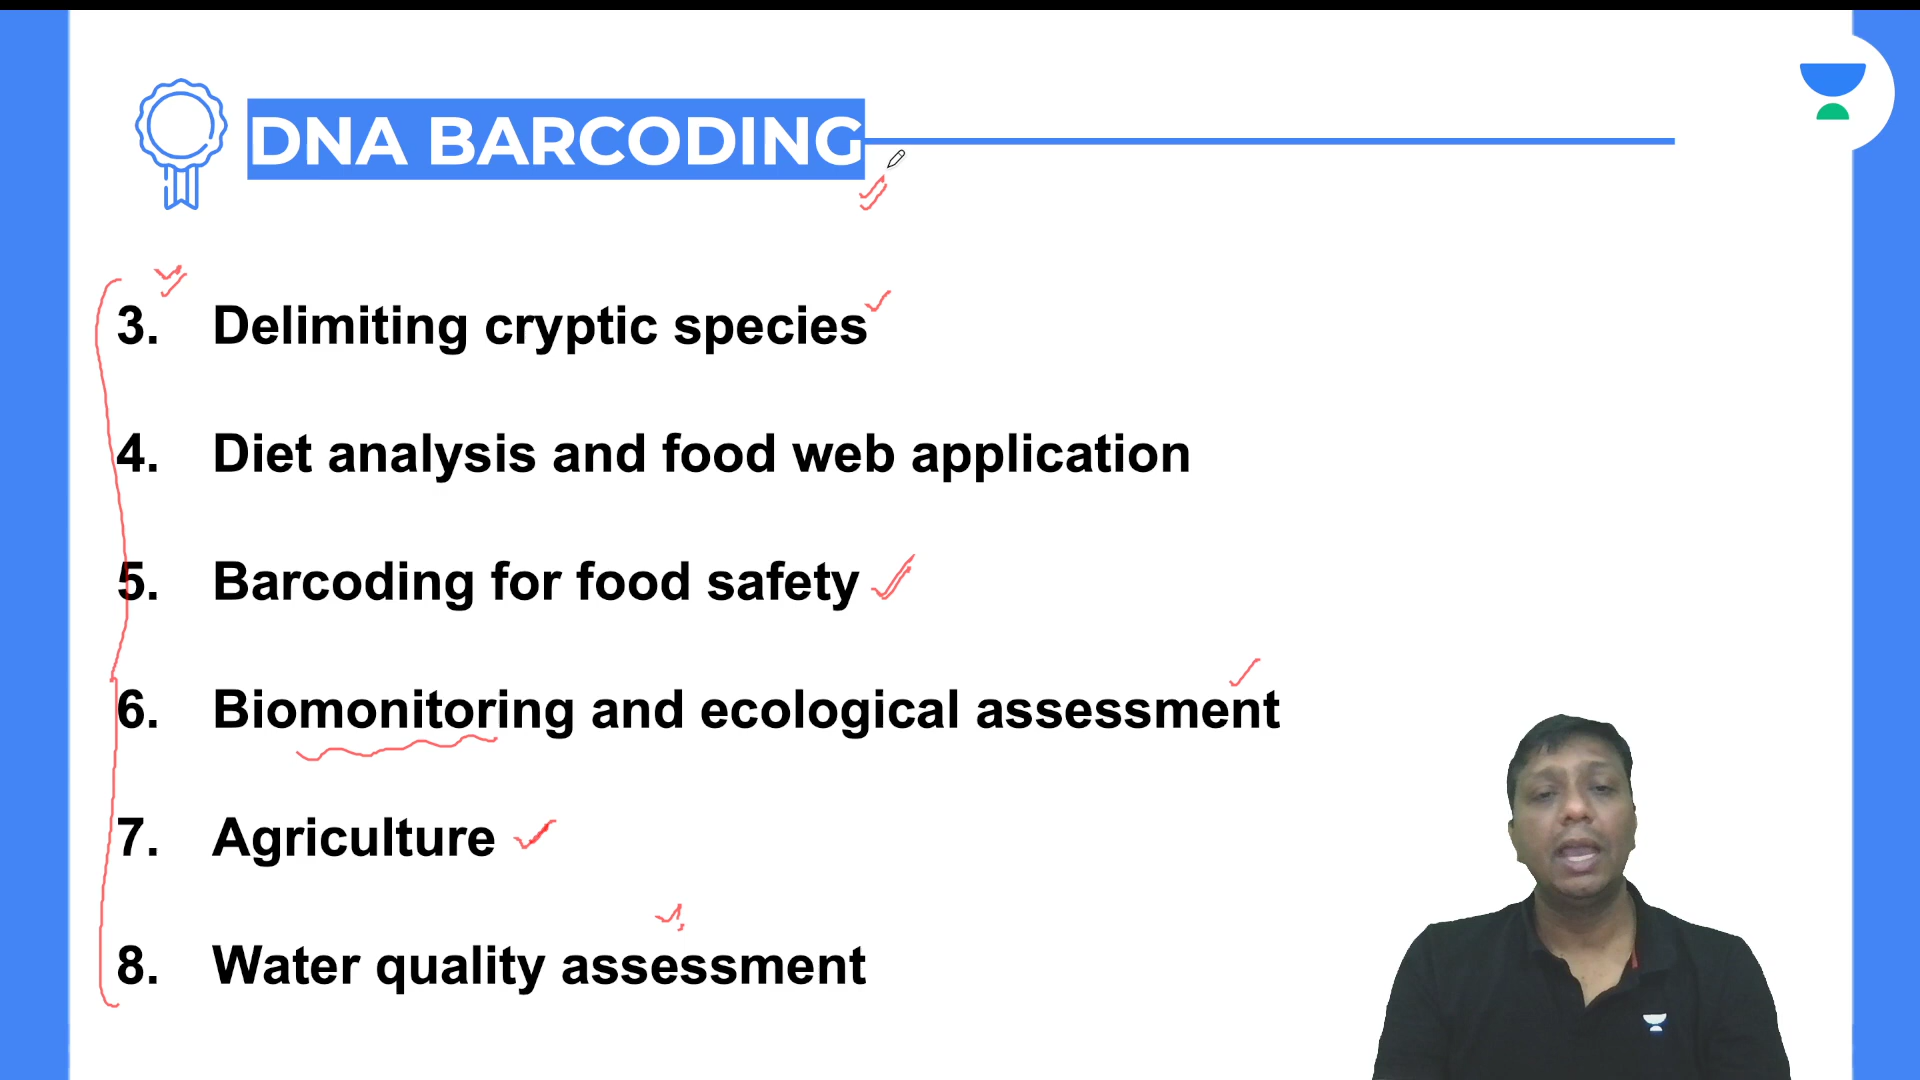 DNA BARCODING
3. Delimiting cryptic species
4. Diet analysis and food web application
5. Barcoding for food safety
6. Biomonitoring and ecological assessment
7. Agriculture
8. Water quality assessment